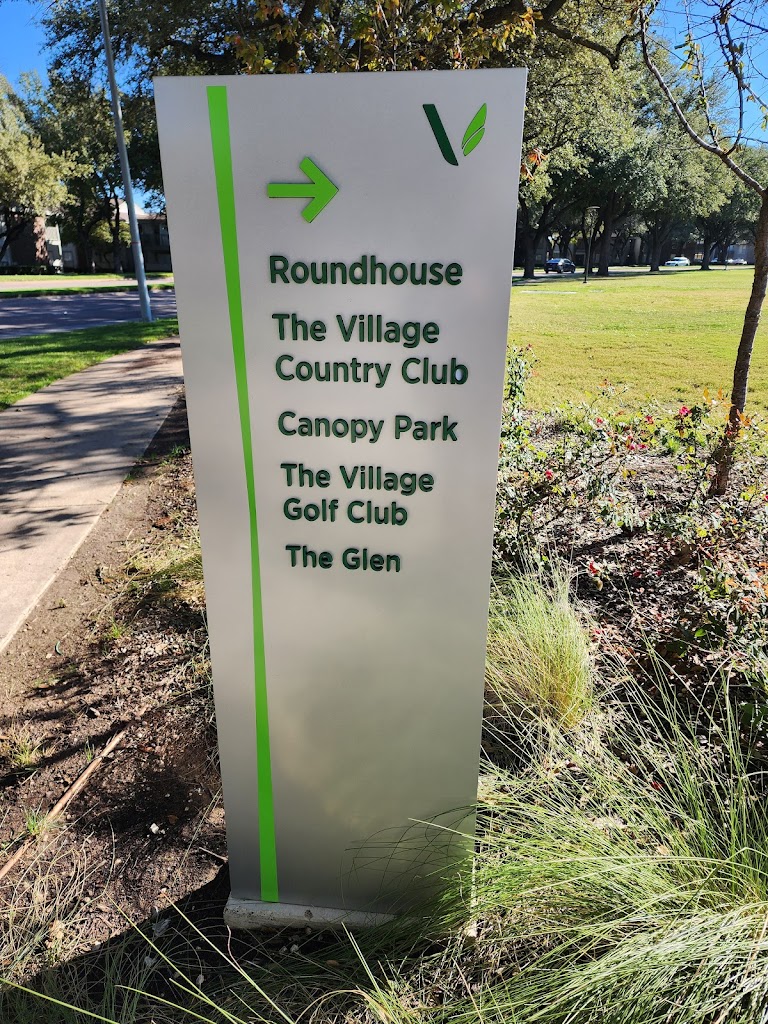 Roundhouse
The Village
Country Club
Canopy Park
The Village
Golf Club
The Glen